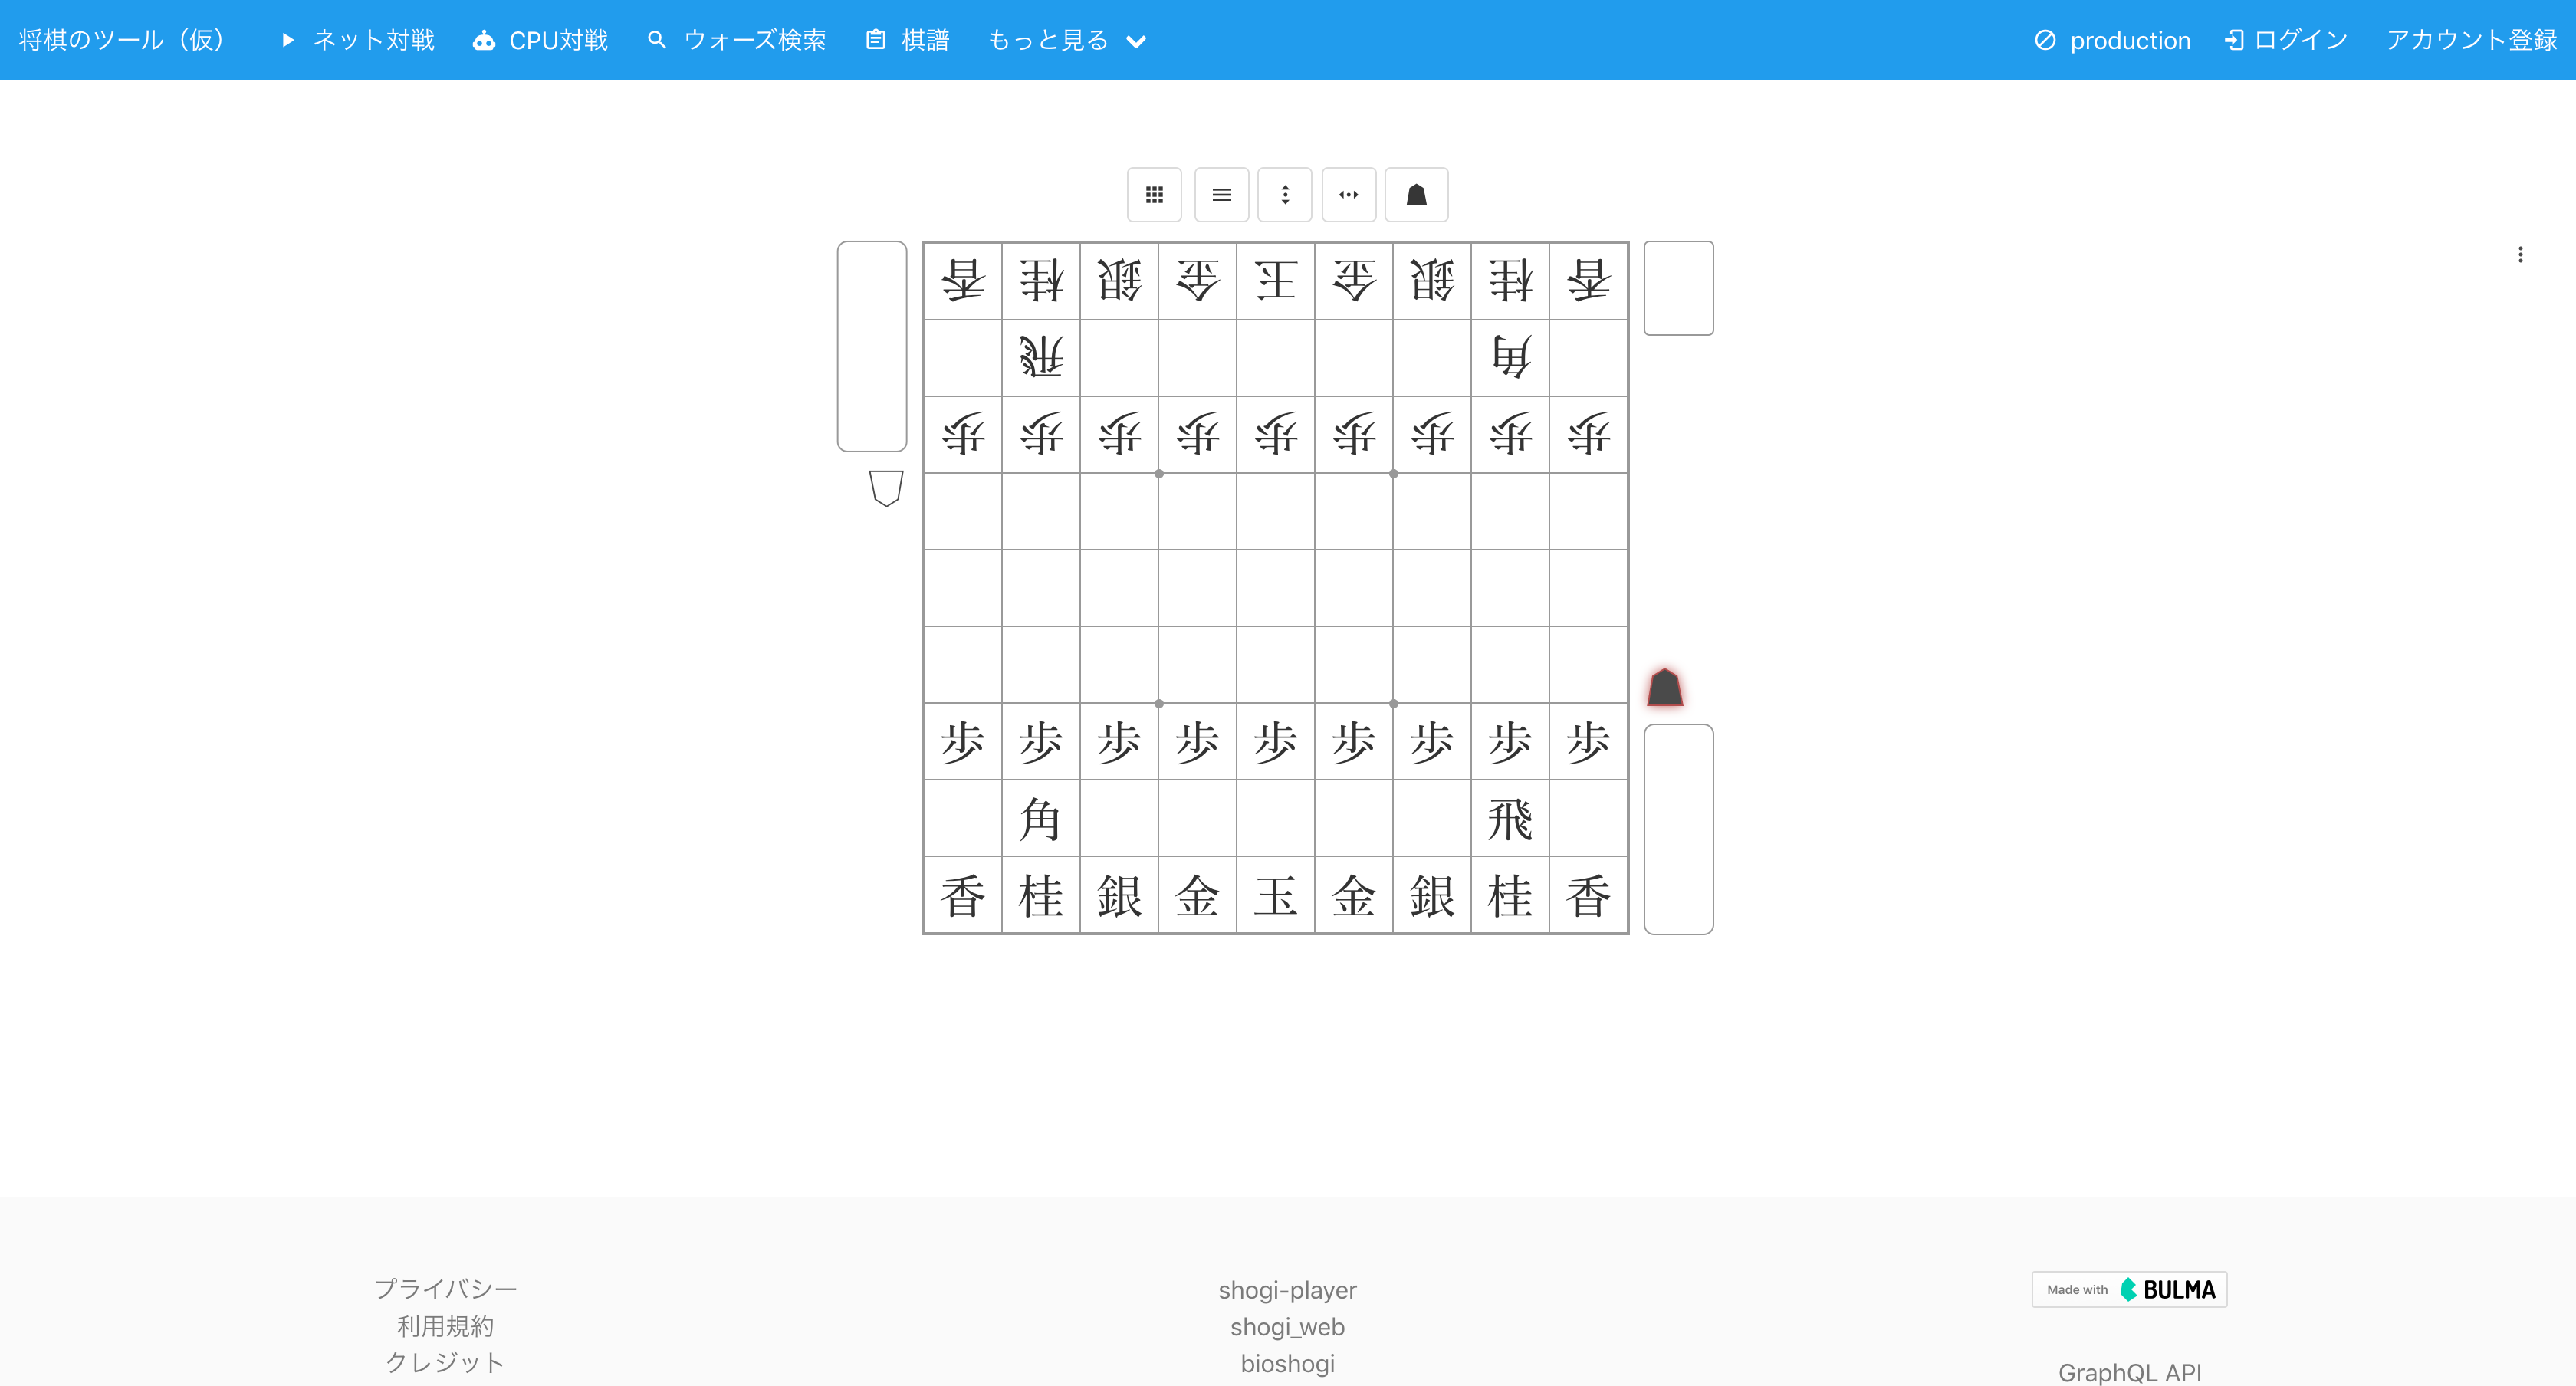 将棋のツール（仮） ネット対戦 CPU対戦 ウォーズ検索 棋譜 もっと見る production ログイン アカウント登録
香 桂 銀 金 王 金 銀 桂 香
飛 角
歩 歩 歩 歩 歩 歩 歩 歩 歩
歩 歩 歩 歩 歩 歩 歩 歩 歩
角 飛
香 桂 銀 金 玉 金 銀 桂 香
プライバシー
利用規約
クレジット
shogi-player
shogi_web
bioshogi
Made with BULMA
GraphQL API